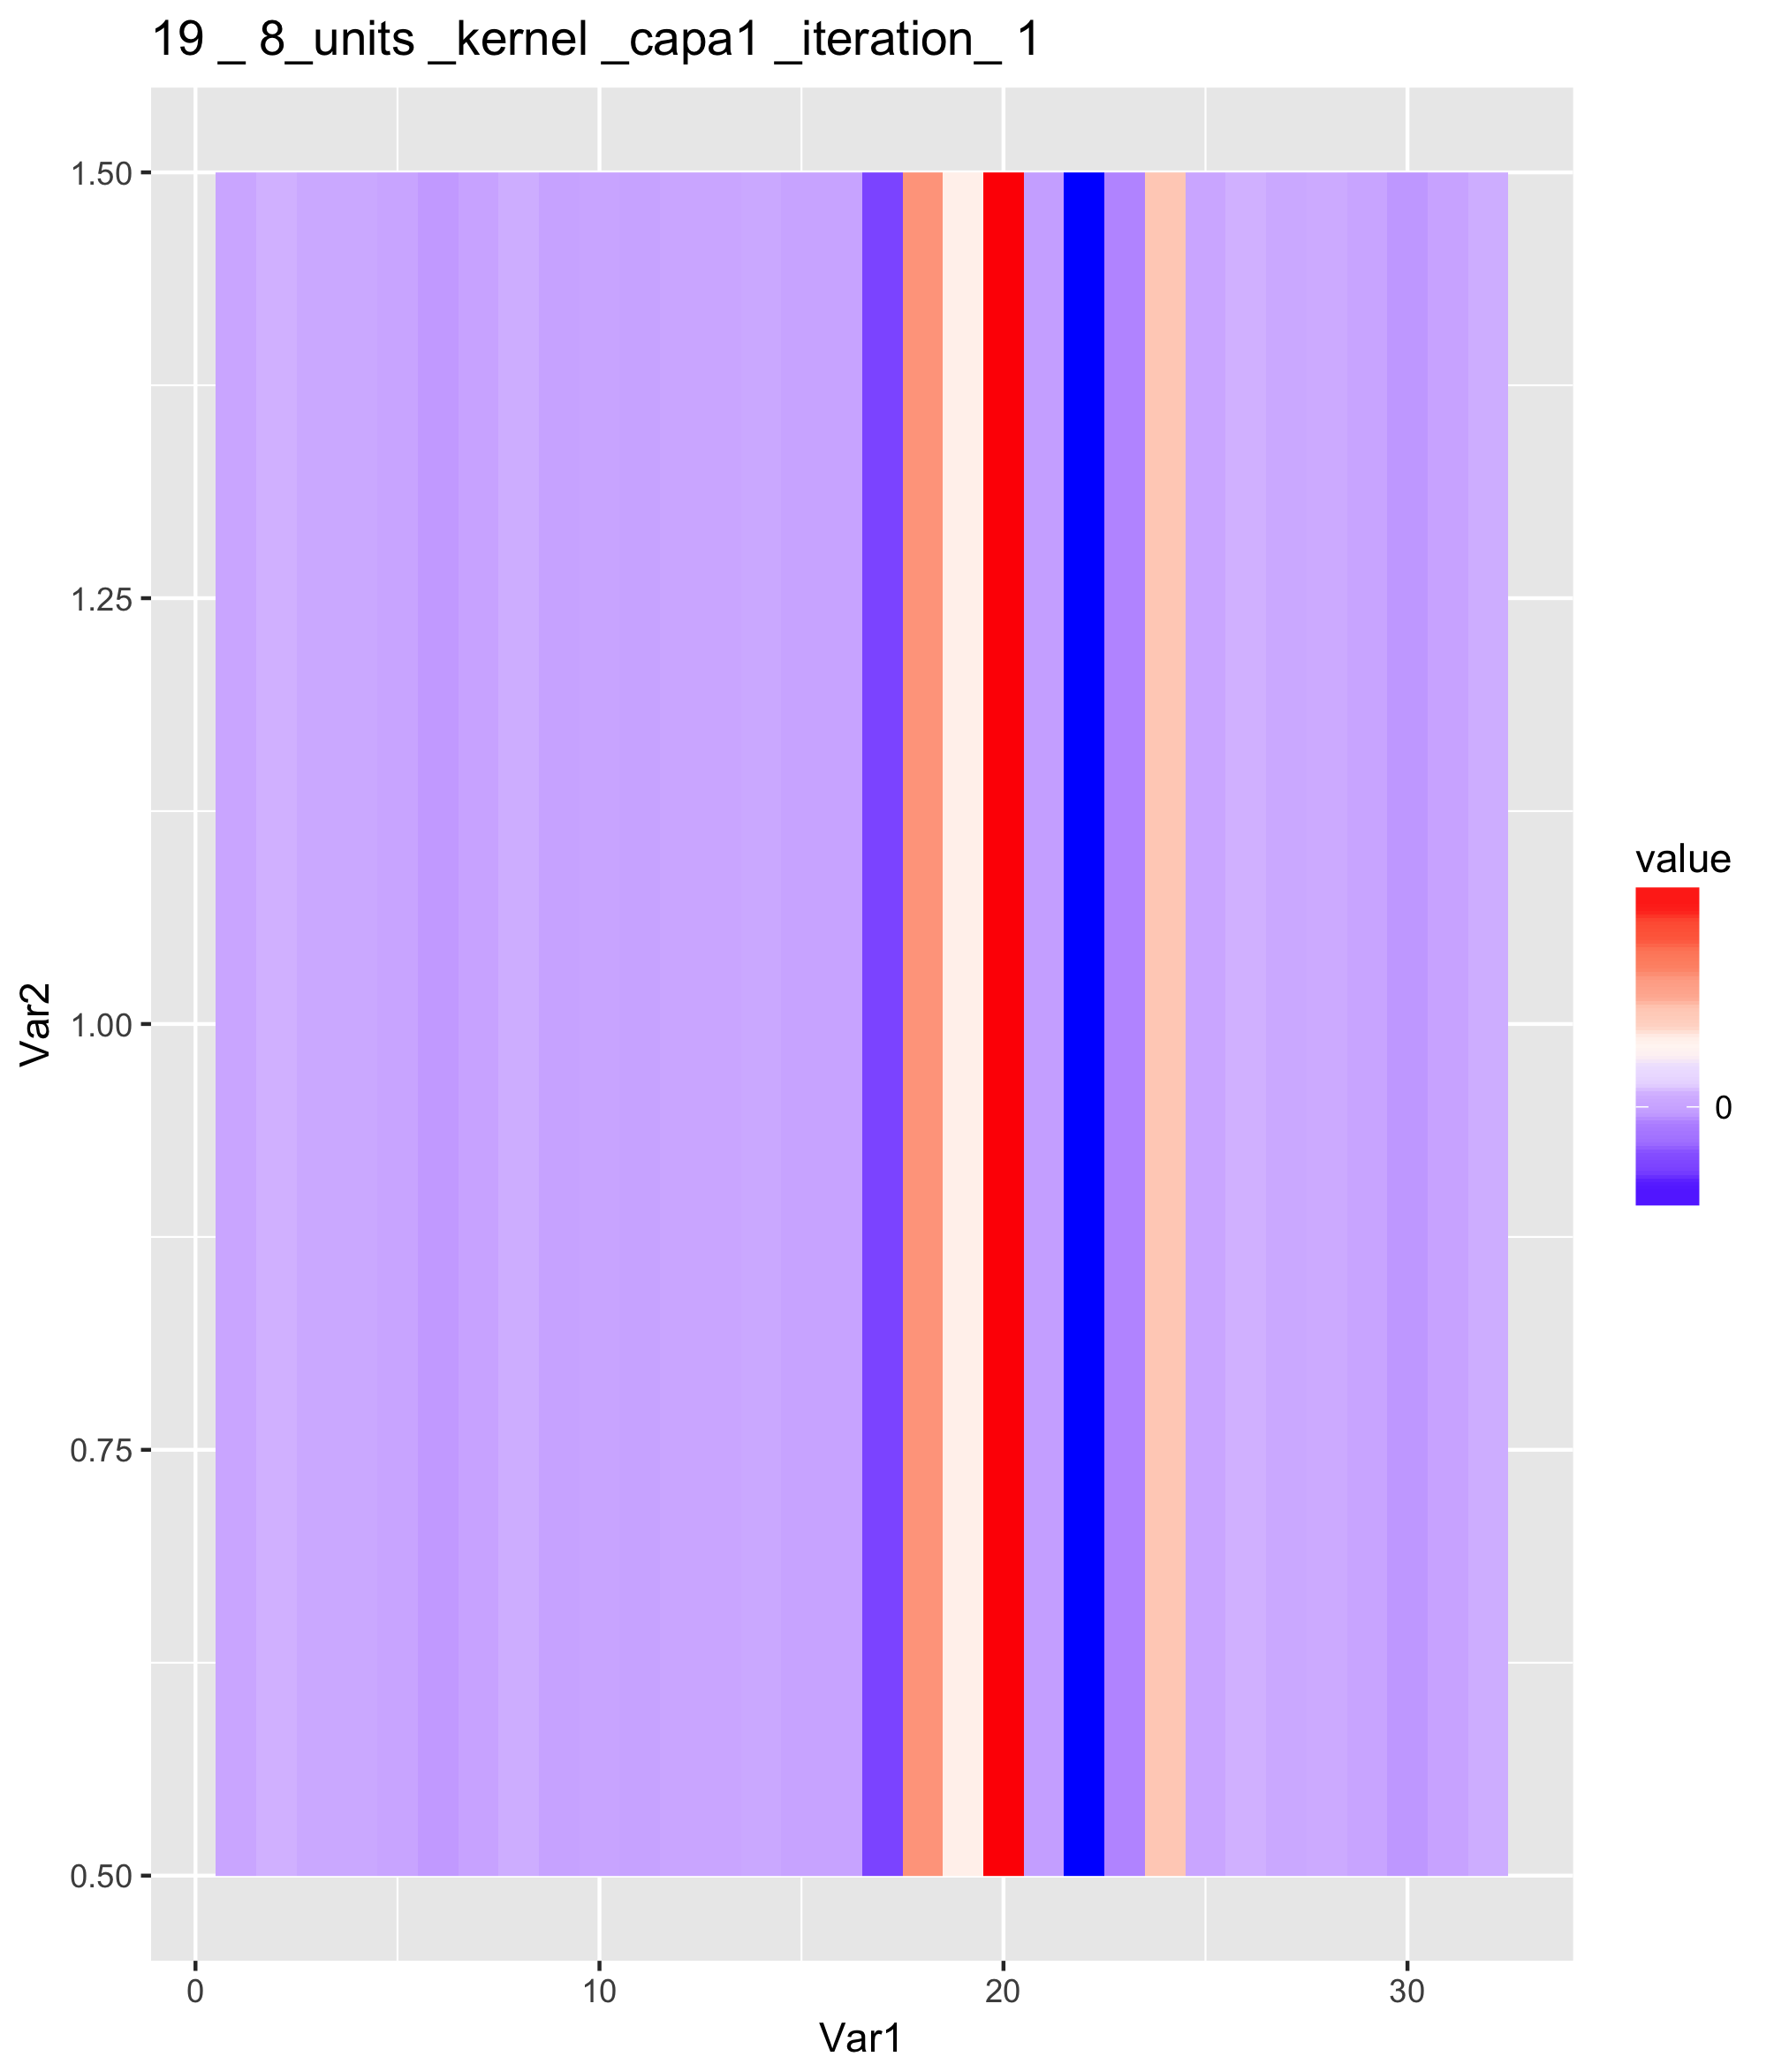 19 _ 8_units _kernel _capa1 _iteration_ 1
1.50
1.25
1.00
0.75
0.50
Var2
0
10
20
30
Var1
value
0